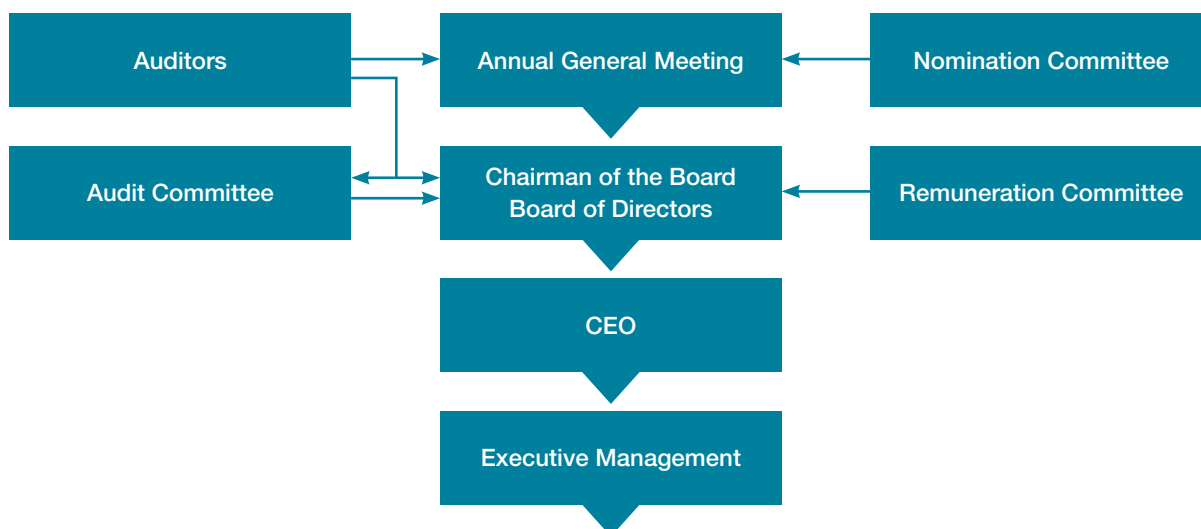 Auditors
Annual General Meeting
Nomination Committee
Audit Committee
Chairman of the Board
Board of Directors
Remuneration Committee
CEO
Executive Management